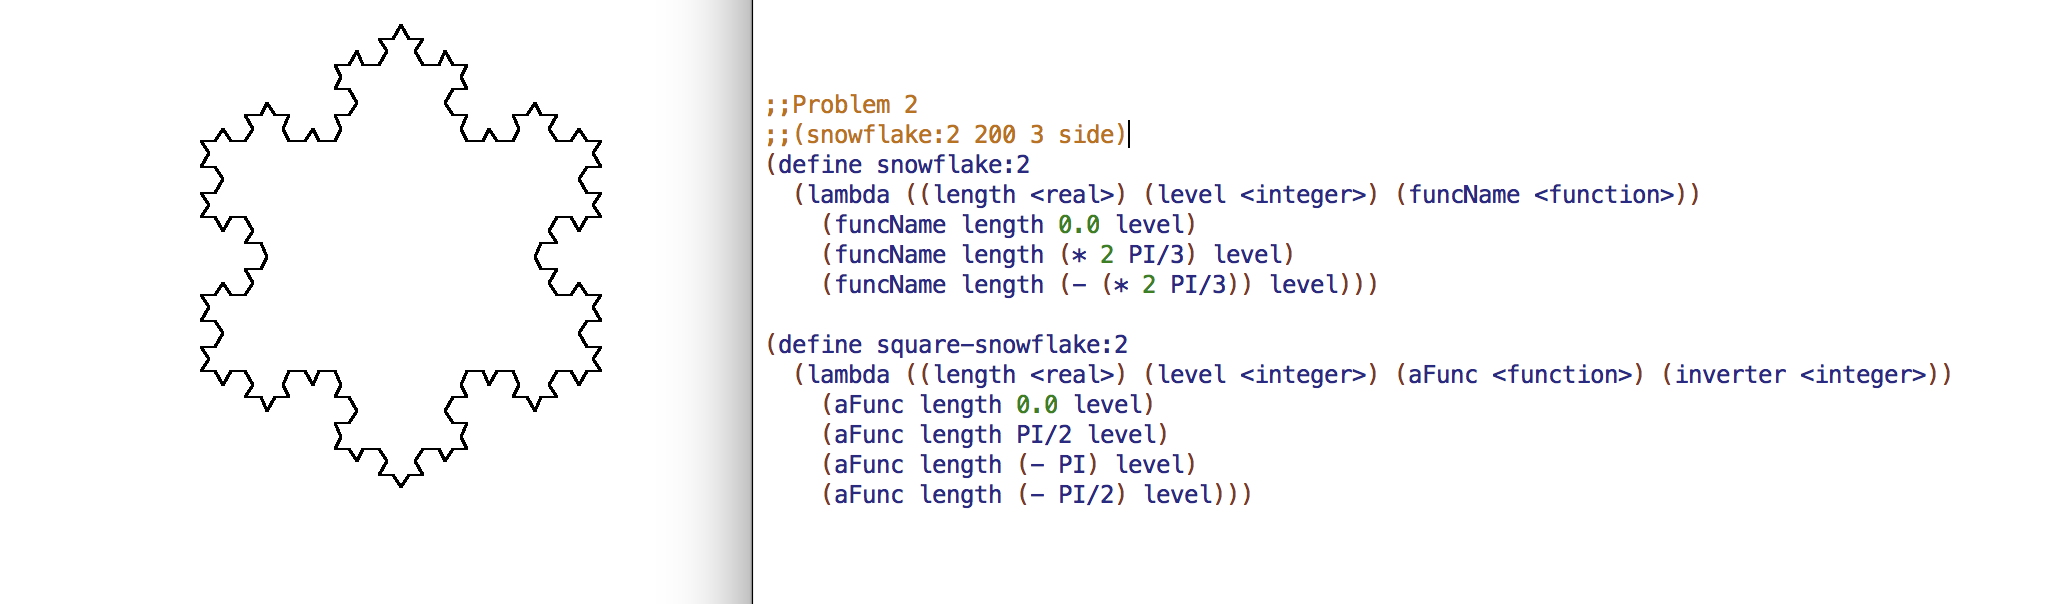 ;;Problem 2
;;(snowflake:2 200 3 side)
(define snowflake:2
(lambda ((length <real>) (level <integer>) (funcName <function>))
(funcName length 0.0 level)
(funcName length (* 2 PI/3) level)
(funcName length (- (* 2 PI/3)) level)))
(define square-snowflake:2
(lambda ((length <real>) (level <integer>) (aFunc <function>) (inverter <integer>))
(aFunc length 0.0 level)
(aFunc length PI/2 level)
(aFunc length (- PI) level)
(aFunc length (- PI/2) level)))